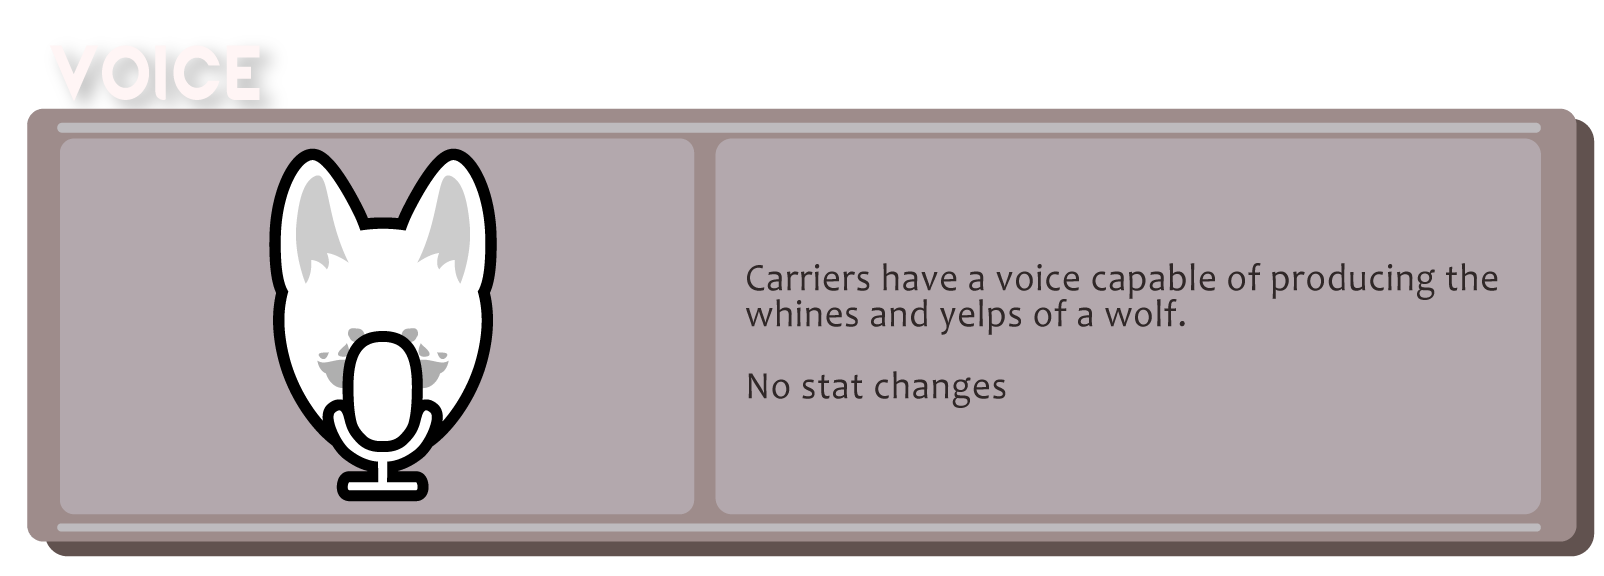 VOICE
Carriers have a voice capable of producing the
whines and yelps of a wolf.
No stat changes